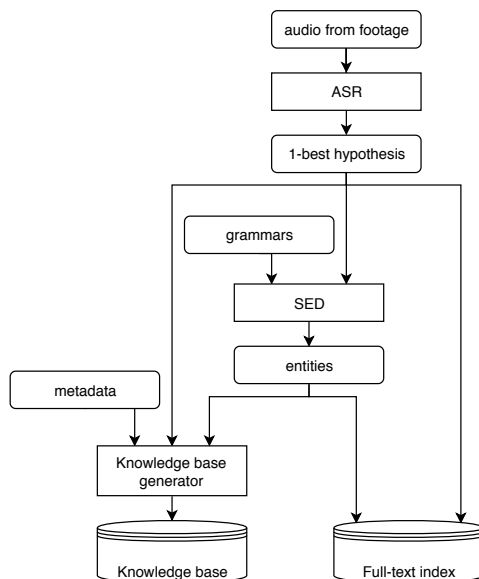 audio from footage
ASR
1-best hypothesis
grammars
SED
entities
metadata
Knowledge base
generator
Knowledge base
Full-text index